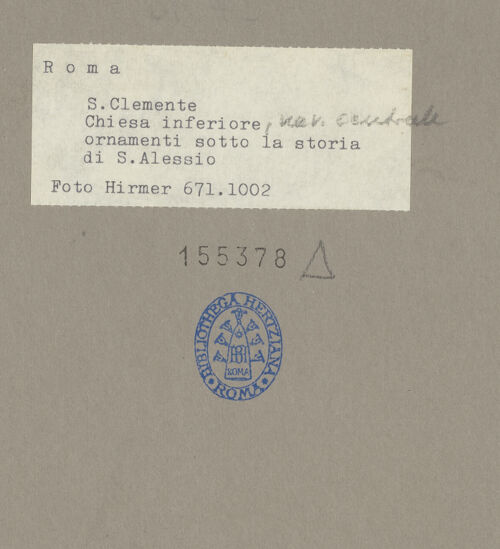 Roma
S.Clemente
Chiesa inferiore, nav. centrale
ornamenti sotto la storia
di S.Alessio
Foto Hirmer 671.1002
155378
BIBLIOTHECA HERTZIANA
ROMA
ROMA